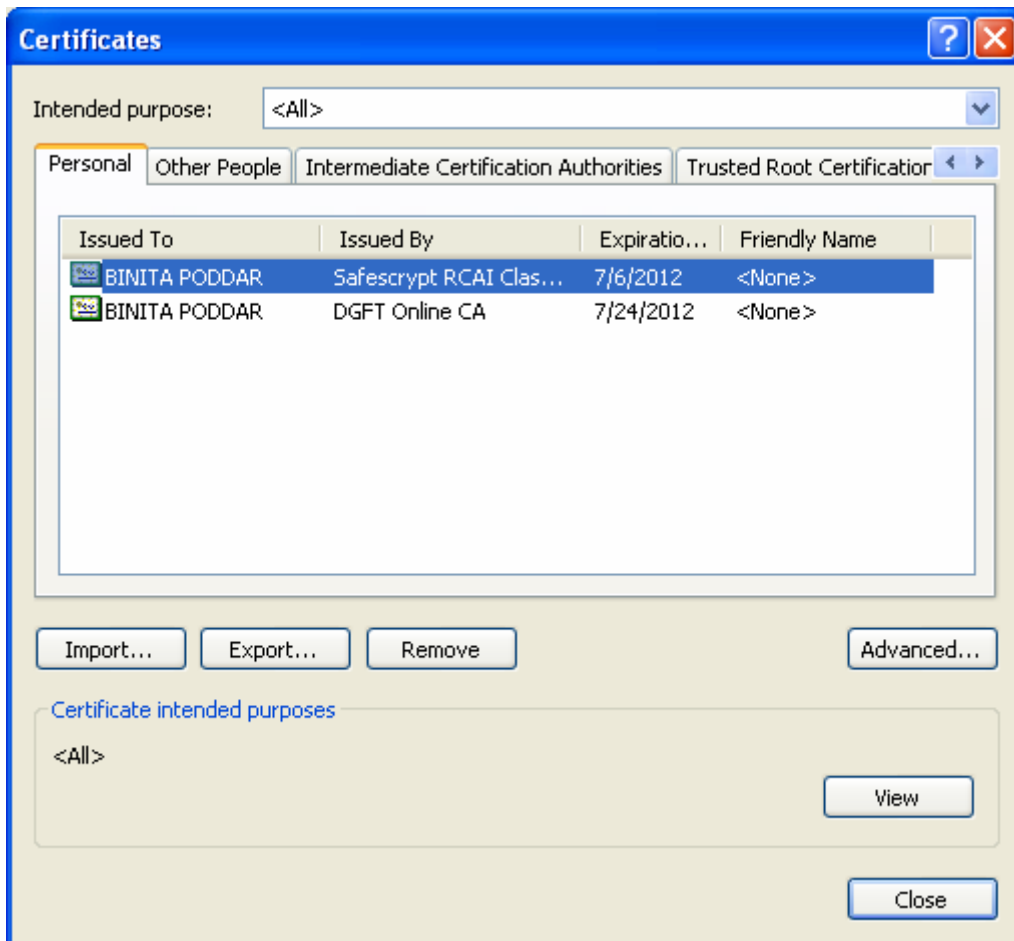 Certificates
Intended purpose: <All>
Personal Other People Intermediate Certification Authorities Trusted Root Certification
Issued To Issued By Expiratio... Friendly Name
BINITA PODDAR Safescrypt RCAI Clas... 7/6/2012 <None>
BINITA PODDAR DGFT Online CA 7/24/2012 <None>
Import... Export... Remove Advanced...
Certificate intended purposes
<All>
View
Close